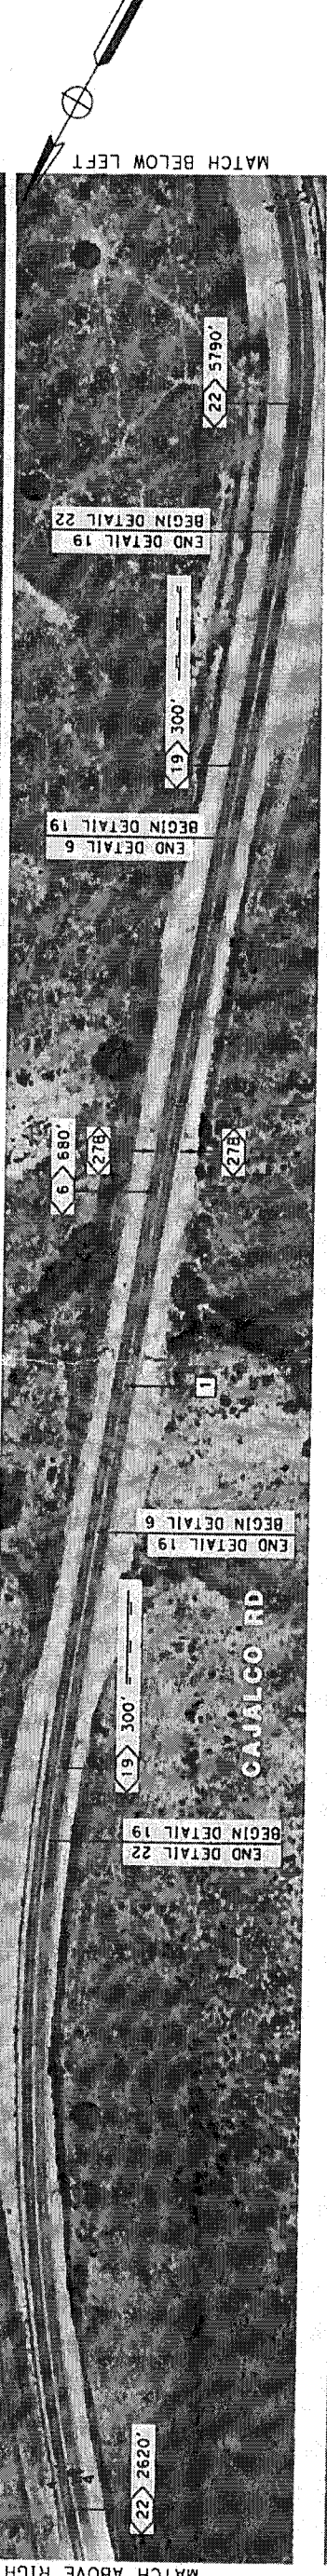 MATCH BELOW LEFT
22 5790'
END DETAIL 19
BEGIN DETAIL 22
19 300'
END DETAIL 6
BEGIN DETAIL 19
6 680'
27B
27B
1
END DETAIL 19
BEGIN DETAIL 6
CAJALCO RD
19 300'
END DETAIL 22
BEGIN DETAIL 19
22 2620'
MATCH ABOVE RIGH